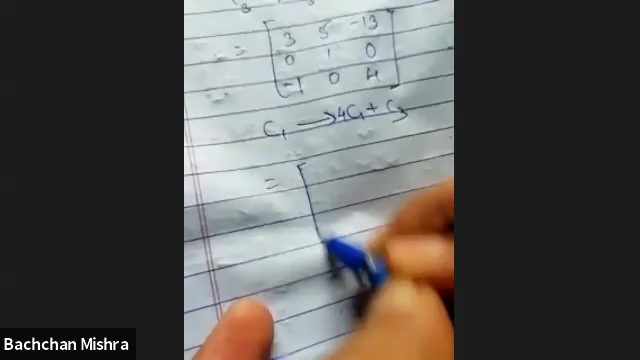 = [ 3 5 -13
0 1 0
-1 0 4 ]
C₁ → 4C₁ + C₃
= [
Bachchan Mishra